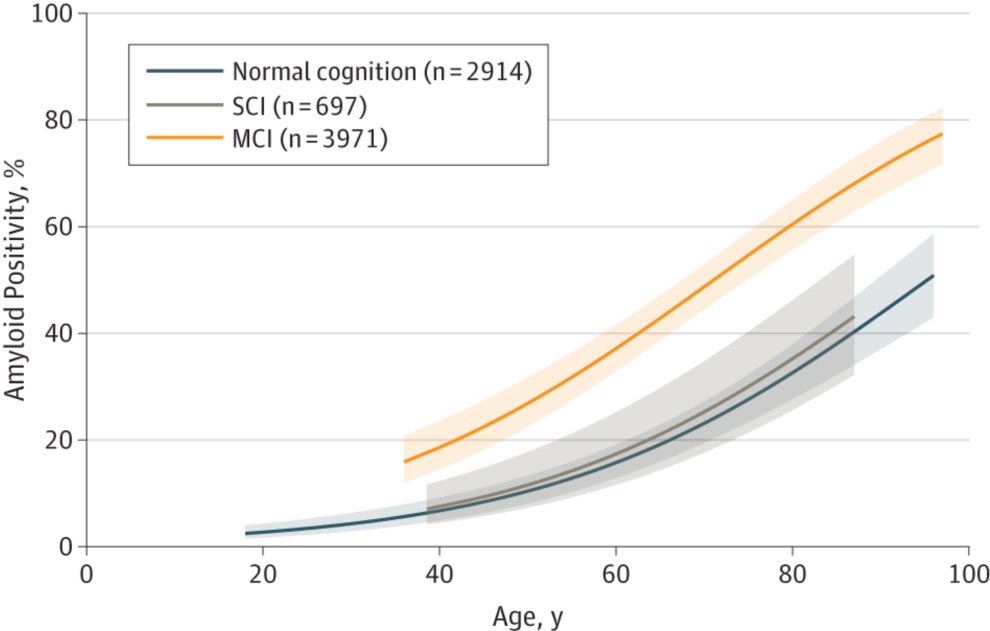 100
80
60
40
20
0
Amyloid Positivity, %
Normal cognition (n=2914)
SCI (n=697)
MCI (n=3971)
0 20 40 60 80 100
Age, y